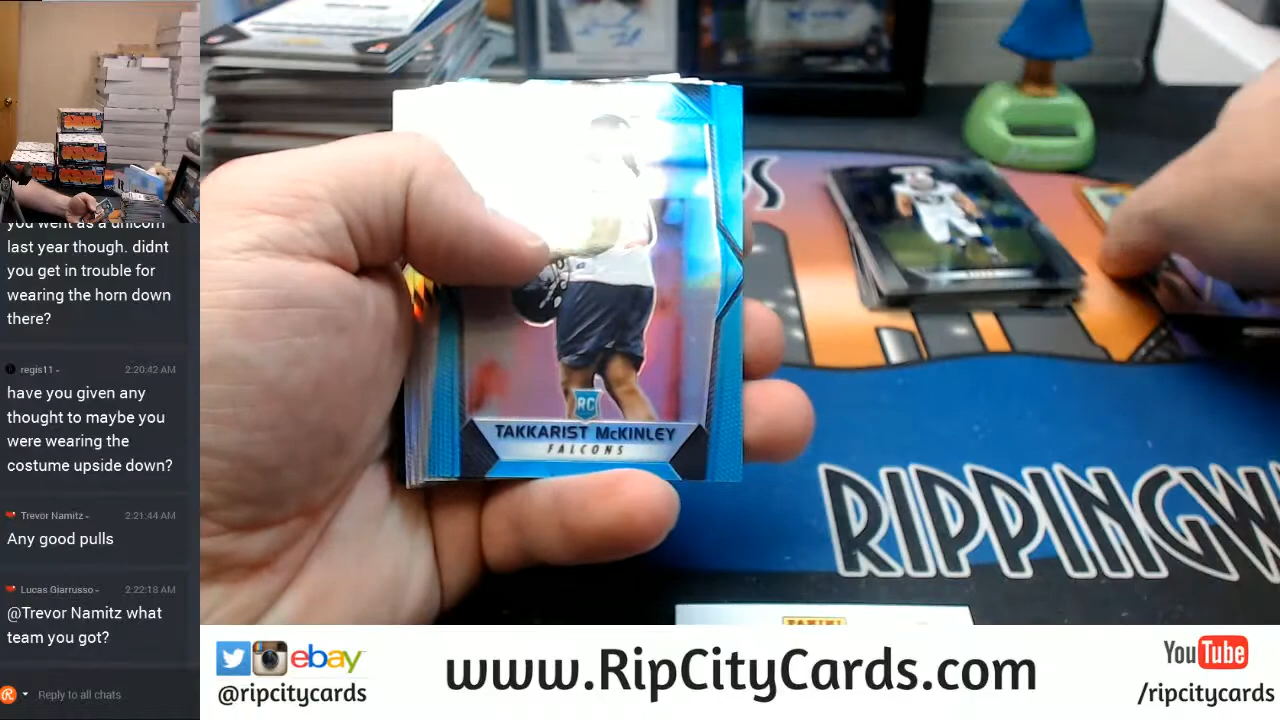 you went as a unicorn
last year though. didnt
you get in trouble for
wearing the horn down
there?
regis11 - 2:20:42 AM
have you given any
thought to maybe you
were wearing the
costume upside down?
Trevor Namitz - 2:21:44 AM
Any good pulls
Lucas Giarrusso - 2:22:18 AM
@Trevor Namitz what
team you got?
Reply to all chats
RC
TAKKARIST McKINLEY
FALCONS
RIPPINGW
PANINI
ebay
@ripcitycards
www.RipCityCards.com
YouTube
/ripcitycards